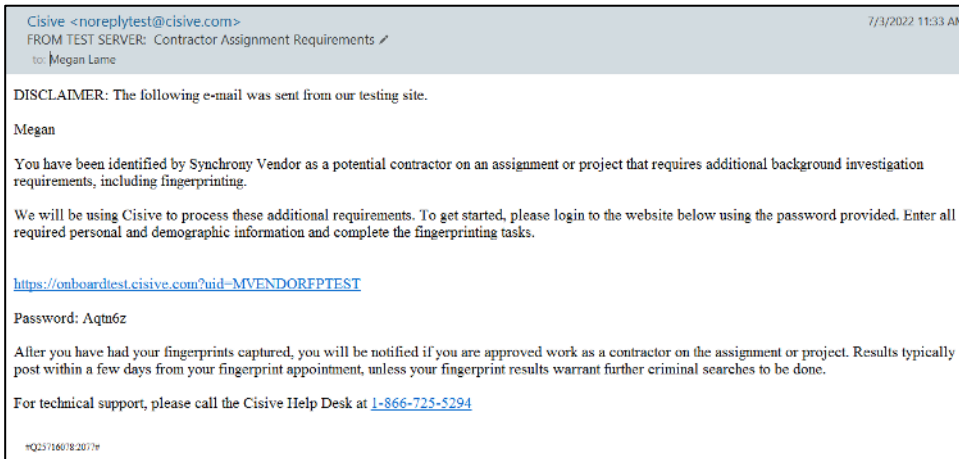 Cisive <noreplytest@cisive.com>
7/3/2022 11:33 AM
FROM TEST SERVER: Contractor Assignment Requirements
to: Megan Lame
DISCLAIMER: The following e-mail was sent from our testing site.
Megan
You have been identified by Synchrony Vendor as a potential contractor on an assignment or project that requires additional background investigation
requirements, including fingerprinting.
We will be using Cisive to process these additional requirements. To get started, please login to the website below using the password provided. Enter all
required personal and demographic information and complete the fingerprinting tasks.
https://onboardtest.cisive.com?uid=MVENDORFPTEST
Password: Aqtn6z
After you have had your fingerprints captured, you will be notified if you are approved work as a contractor on the assignment or project. Results typically
post within a few days from your fingerprint appointment, unless your fingerprint results warrant further criminal searches to be done.
For technical support, please call the Cisive Help Desk at 1-866-725-5294
#Q25716078:2077#